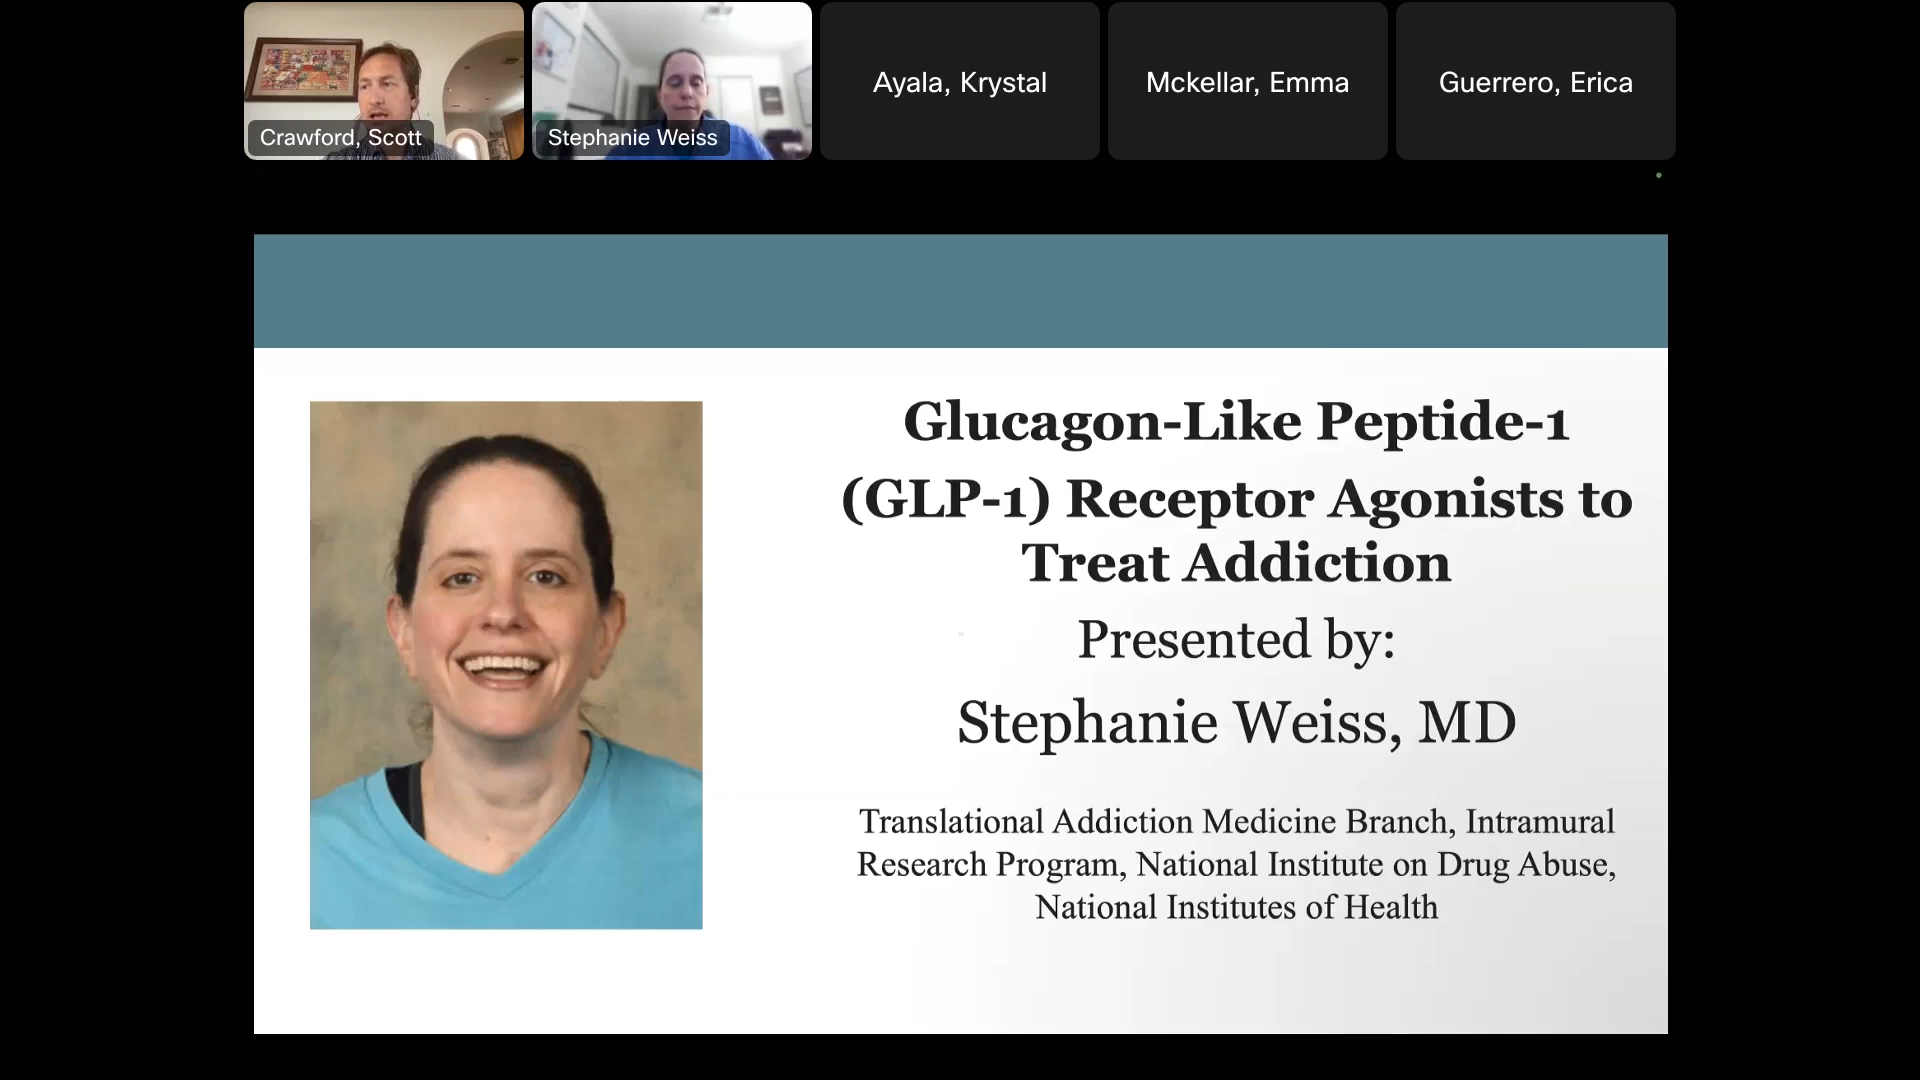 Crawford, Scott
Stephanie Weiss
Ayala, Krystal
Mckellar, Emma
Guerrero, Erica
Glucagon-Like Peptide-1
(GLP-1) Receptor Agonists to
Treat Addiction
Presented by:
Stephanie Weiss, MD
Translational Addiction Medicine Branch, Intramural
Research Program, National Institute on Drug Abuse,
National Institutes of Health